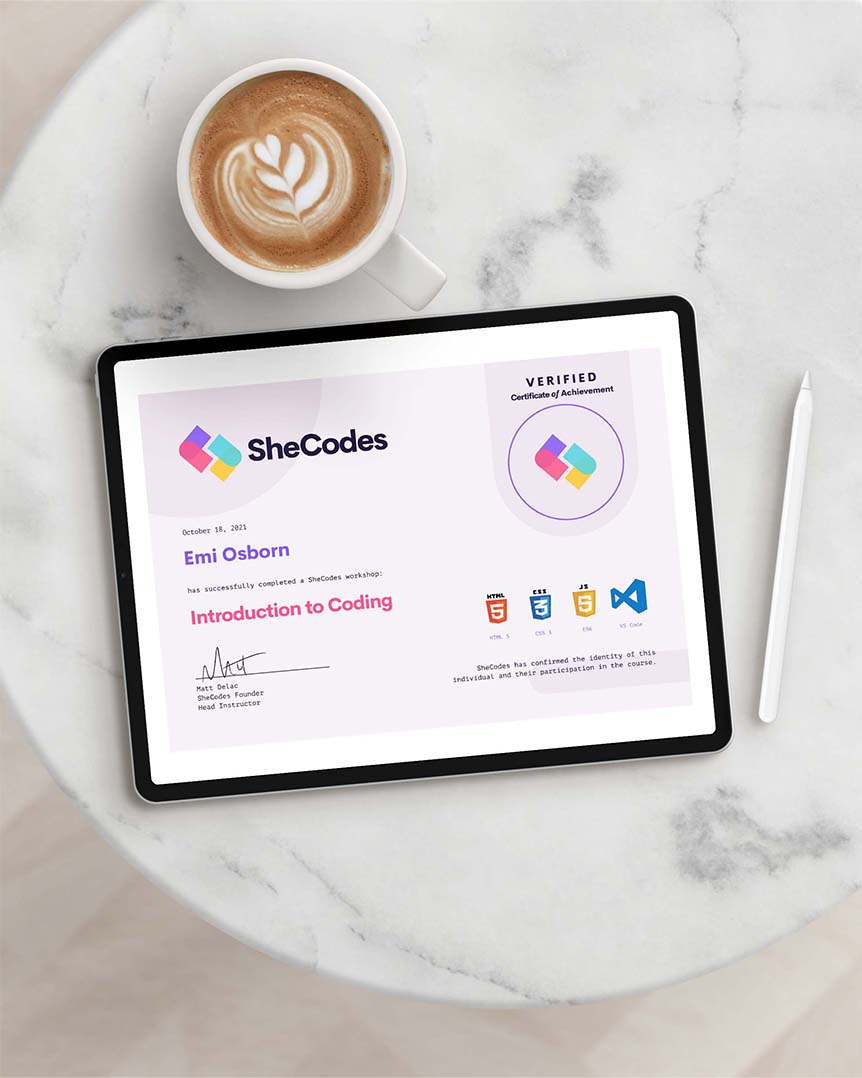 SheCodes
VERIFIED
Certificate of Achievement
October 18, 2021
Emi Osborn
has successfully completed a SheCodes workshop:
Introduction to Coding
HTML
5
CSS
3
JS
5
HTML 5
CSS 3
ES6
VS Code
Matt Delac
SheCodes Founder
Head Instructor
SheCodes has confirmed the identity of this
individual and their participation in the course.